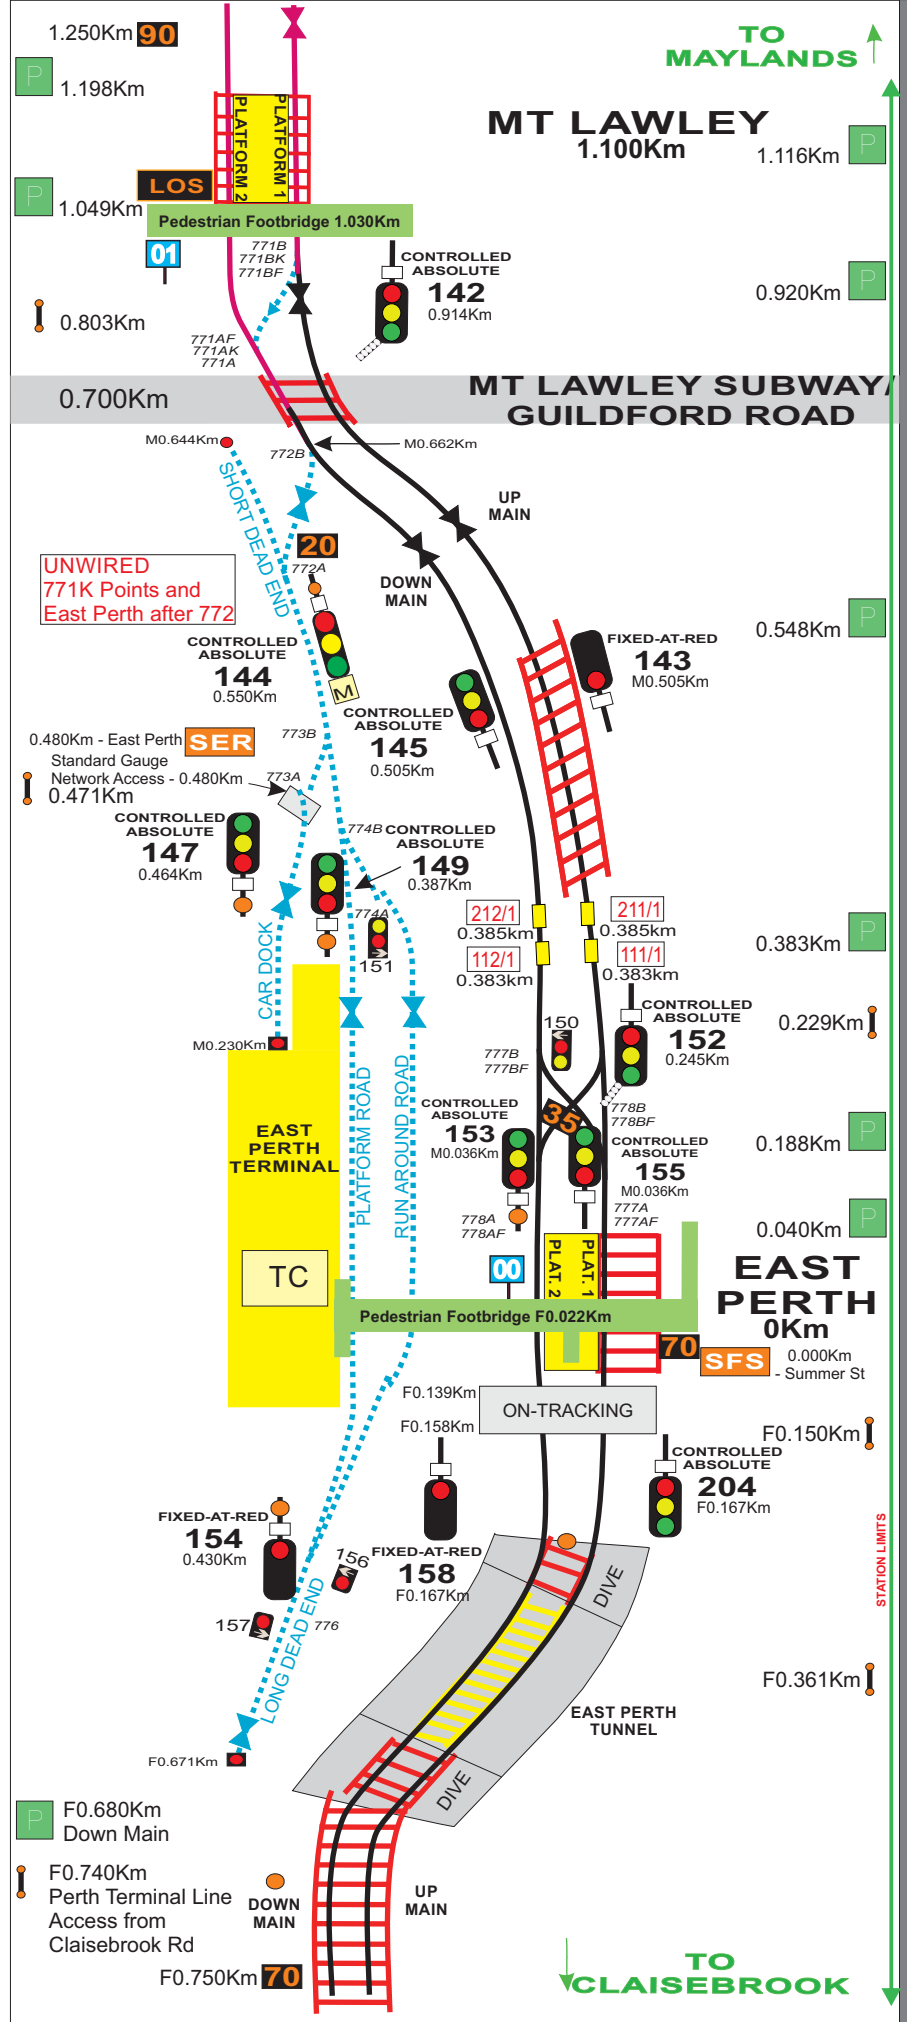 1.250Km 90
TO
MAYLANDS
P
1.198Km
PLATFORM 2
PLATFORM 1
MT LAWLEY
1.100Km
P
1.116Km
LOS
P
1.049Km
Pedestrian Footbridge 1.030Km
01
771B
771BK
771BF
CONTROLLED
ABSOLUTE
142
0.914Km
P
0.920Km
0.803Km
771AF
771AK
771A
0.700Km
MT LAWLEY SUBWAY/
GUILDFORD ROAD
M0.644Km
M0.662Km
772B
SHORT DEAD END
UP
MAIN
20
772A
UNWIRED
771K Points and
East Perth after 772
DOWN
MAIN
CONTROLLED
ABSOLUTE
144
0.550Km
M
FIXED-AT-RED
143
M0.505Km
0.548Km
P
CONTROLLED
ABSOLUTE
145
0.505Km
773B
0.480Km - East Perth SER
Standard Gauge
Network Access - 0.480Km
773A
0.471Km
CONTROLLED
ABSOLUTE
147
0.464Km
774B
CONTROLLED
ABSOLUTE
149
0.387Km
774A
151
212/1
0.385km
112/1
0.383km
211/1
0.385km
111/1
0.383km
0.383Km
P
CAR DOCK
M0.230Km
150
CONTROLLED
ABSOLUTE
152
0.245Km
0.229Km
777B
777BF
35
778B
778BF
PLATFORM ROAD
RUN AROUND ROAD
EAST
PERTH
TERMINAL
CONTROLLED
ABSOLUTE
153
M0.036Km
CONTROLLED
ABSOLUTE
155
M0.036Km
0.188Km
P
778A
778AF
777A
777AF
0.040Km
P
00
PLAT. 2
PLAT. 1
EAST
PERTH
0Km
TC
Pedestrian Footbridge F0.022Km
70
SFS
0.000Km
- Summer St
F0.139Km
ON-TRACKING
F0.158Km
F0.150Km
CONTROLLED
ABSOLUTE
204
F0.167Km
FIXED-AT-RED
154
0.430Km
156
FIXED-AT-RED
158
F0.167Km
DIVE
STATION LIMITS
157
776
LONG DEAD END
EAST PERTH
TUNNEL
F0.361Km
F0.671Km
DIVE
P
F0.680Km
Down Main
F0.740Km
Perth Terminal Line
Access from
Claisebrook Rd
DOWN
MAIN
UP
MAIN
F0.750Km 70
TO
CLAISEBROOK